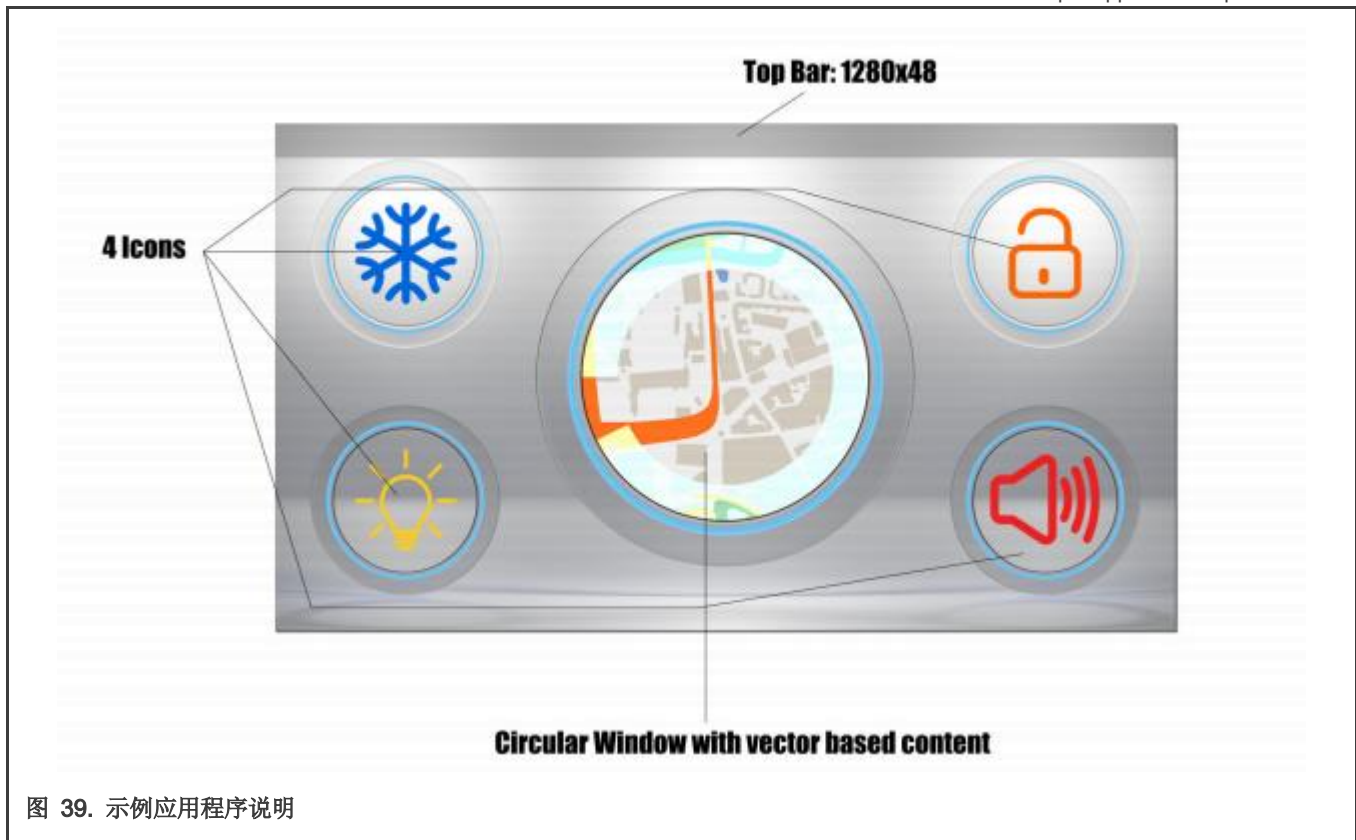 Top Bar: 1280x48
4 Icons
Circular Window with vector based content
图 39. 示例应用程序说明